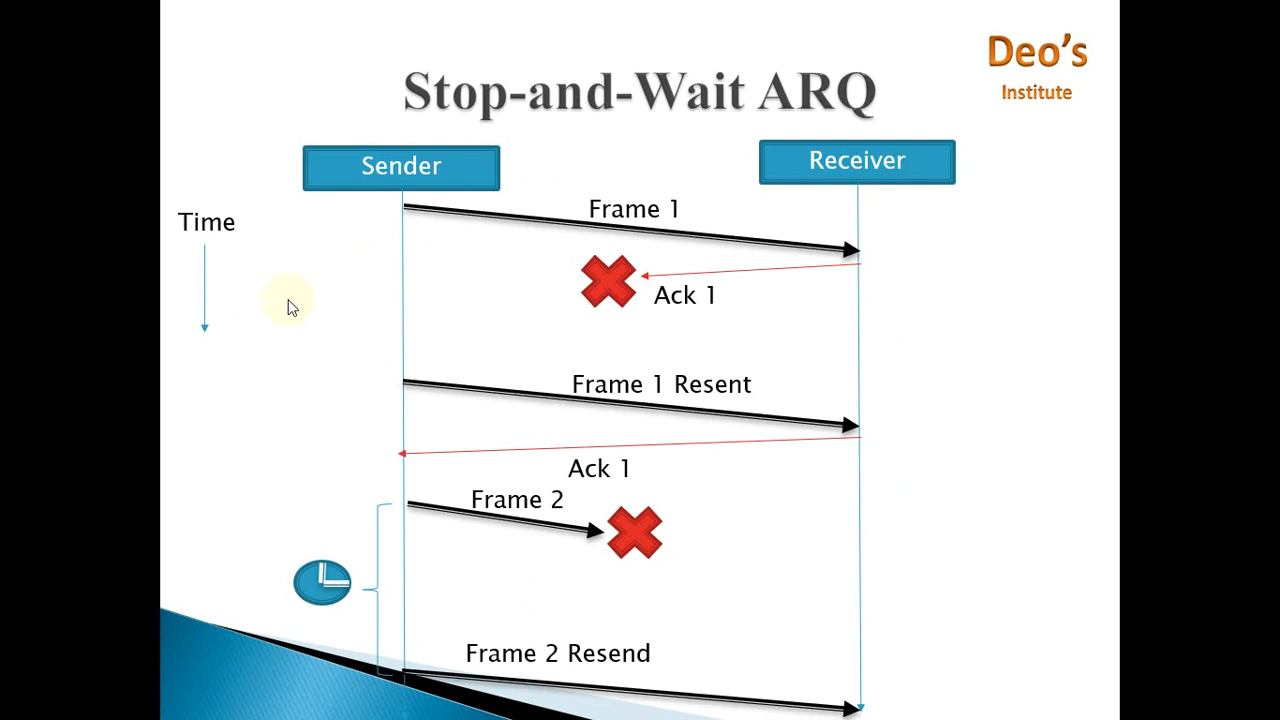 Deo's
Institute
Stop-and-Wait ARQ
Sender
Receiver
Time
Frame 1
Ack 1
Frame 1 Resent
Ack 1
Frame 2
Frame 2 Resend